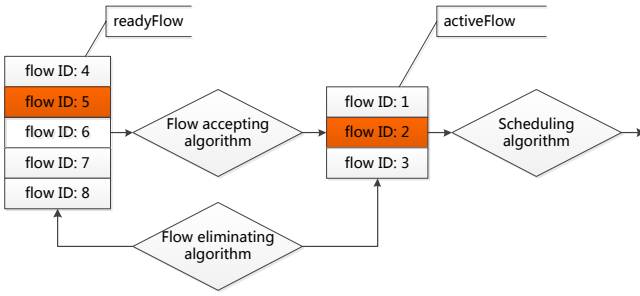 readyFlow
activeFlow
flow ID: 4
flow ID: 5
flow ID: 6
flow ID: 7
flow ID: 8
Flow accepting
algorithm
flow ID: 1
flow ID: 2
flow ID: 3
Scheduling
algorithm
Flow eliminating
algorithm